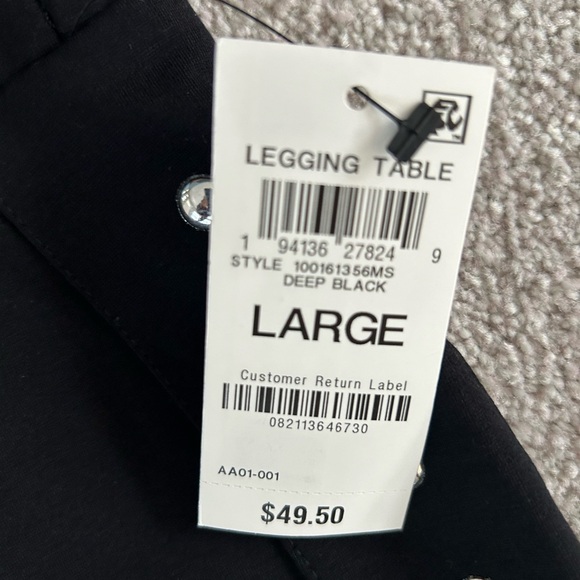 LEGGING TABLE
1 94136 27824 9
STYLE 100161356MS
DEEP BLACK
LARGE
Customer Return Label
082113646730
AA01-001
$49.50